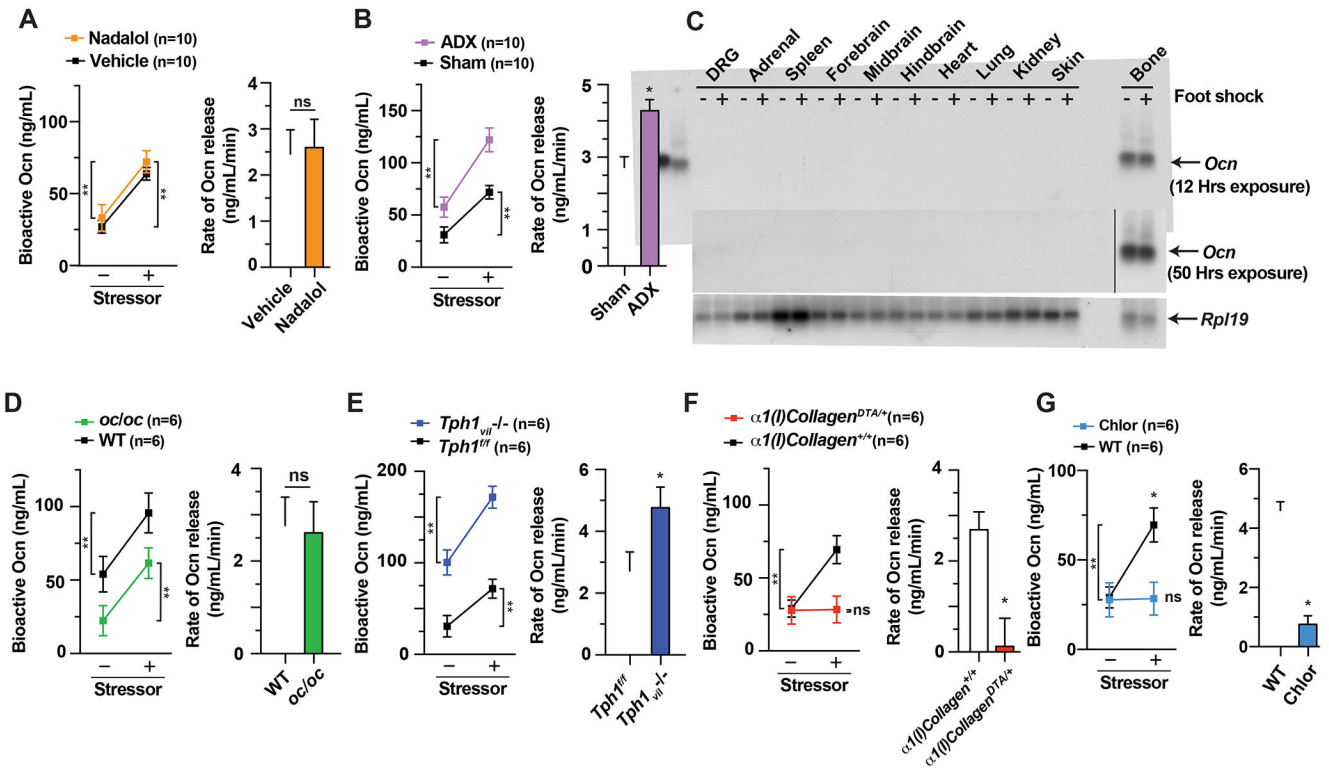 A
Nadalol (n=10)
Vehicle (n=10)
Bioactive Ocn (ng/mL)
100
50
0
**
**
− +
Stressor
Rate of Ocn release
(ng/mL/min)
4
3
2
1
0
ns
Vehicle
Nadalol
B
ADX (n=10)
Sham (n=10)
Bioactive Ocn (ng/mL)
150
100
50
0
**
**
− +
Stressor
Rate of Ocn release
(ng/mL/min)
5
4
3
2
1
0
*
Sham
ADX
C
DRG
Adrenal
Spleen
Forebrain
Midbrain
Hindbrain
Heart
Lung
Kidney
Skin
Bone
- + - + - + - + - + - + - + - + - + - + - +
Foot shock
Ocn
(12 Hrs exposure)
Ocn
(50 Hrs exposure)
Rpl19
D
oc/oc (n=6)
WT (n=6)
Bioactive Ocn (ng/mL)
100
50
0
**
**
− +
Stressor
Rate of Ocn release
(ng/mL/min)
4
2
0
ns
WT
oc/oc
E
Tph1vil-/- (n=6)
Tph1f/f (n=6)
Bioactive Ocn (ng/mL)
200
100
50
0
**
**
− +
Stressor
Rate of Ocn release
(ng/mL/min)
6
4
2
0
*
Tph1f/f
Tph1vil-/-
F
α1(I)CollagenDTA/+(n=6)
α1(I)Collagen+/+(n=6)
Bioactive Ocn (ng/mL)
100
50
0
**
ns
− +
Stressor
Rate of Ocn release
(ng/mL/min)
4
3
2
1
0
*
α1(I)Collagen+/+
α1(I)CollagenDTA/+
G
Chlor (n=6)
WT (n=6)
Bioactive Ocn (ng/mL)
100
50
0
**
*
ns
− +
Stressor
Rate of Ocn release
(ng/mL/min)
6
4
2
0
*
WT
Chlor